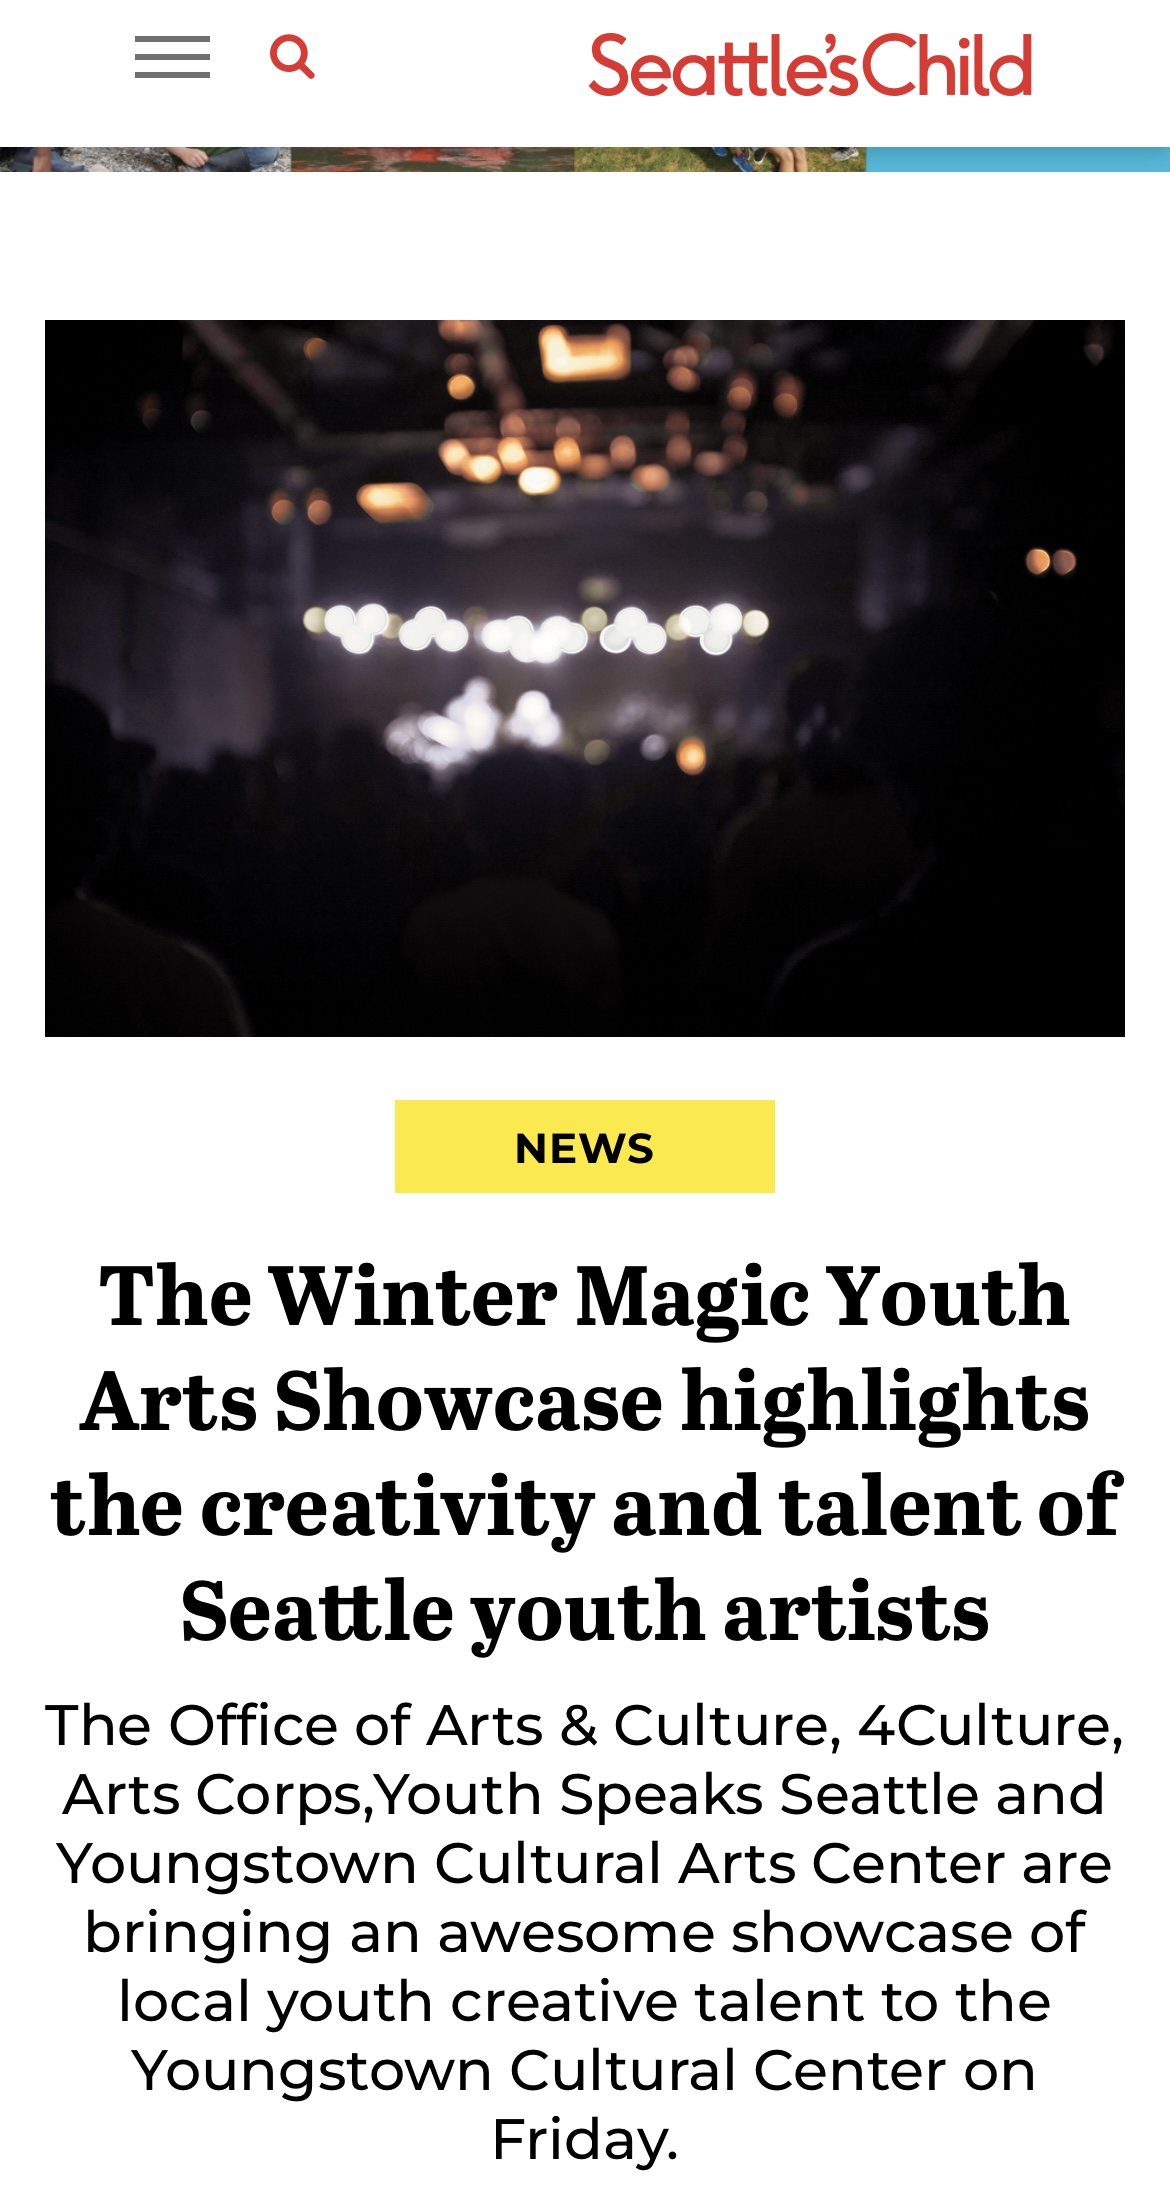 Seattle'sChild
NEWS
The Winter Magic Youth
Arts Showcase highlights
the creativity and talent of
Seattle youth artists
The Office of Arts & Culture, 4Culture,
Arts Corps,Youth Speaks Seattle and
Youngstown Cultural Arts Center are
bringing an awesome showcase of
local youth creative talent to the
Youngstown Cultural Center on
Friday.